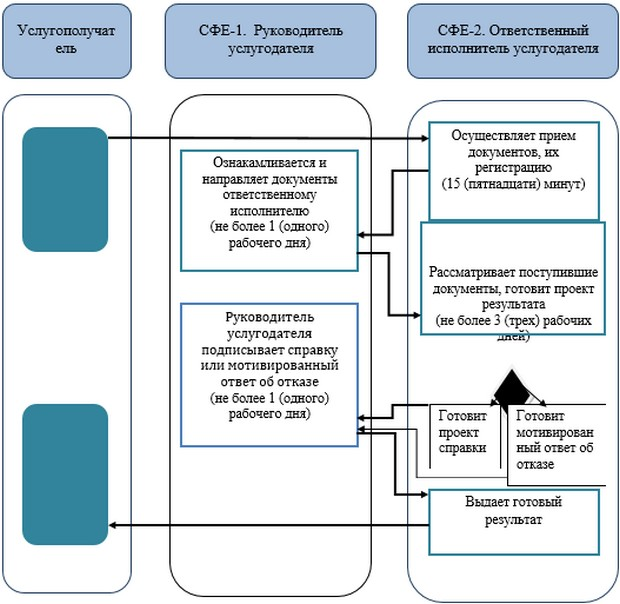 Услугополучат
ель
СФЕ-1. Руководитель
услугодателя
СФЕ-2. Ответственный
исполнитель услугодателя
Осуществляет прием
документов, их
регистрацию
(15 (пятнадцати) минут)
Ознакамливается и
направляет документы
ответственному
исполнителю
(не более 1 (одного)
рабочего дня)
Рассматривает поступившие
документы, готовит проект
результата
(не более 3 (трех) рабочих
дней)
Руководитель
услугодателя
подписывает справку
или мотивированный
ответ об отказе
(не более 1 (одного)
рабочего дня)
Готовит
проект
справки
Готовит
мотивирован
ный ответ об
отказе
Выдает готовый
результат